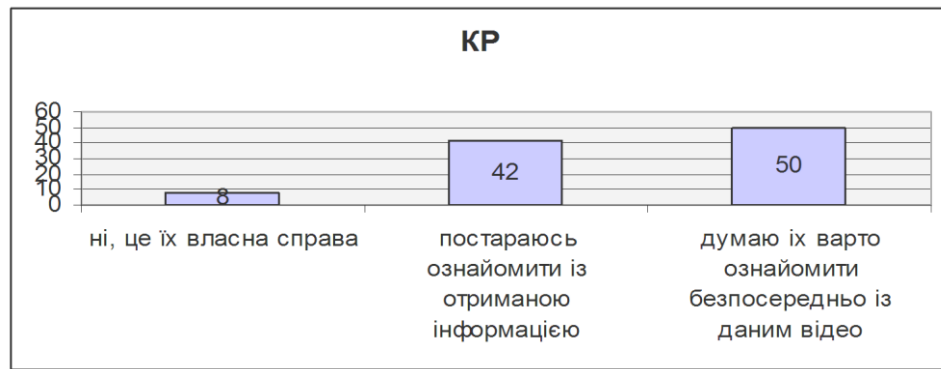 КР
60
50
40
30
20
10
0
8
42
50
ні, це їх власна справа
постараюсь
ознайомити із
отриманою
інформацією
думаю іх варто
ознайомити
безпосередньо із
даним відео